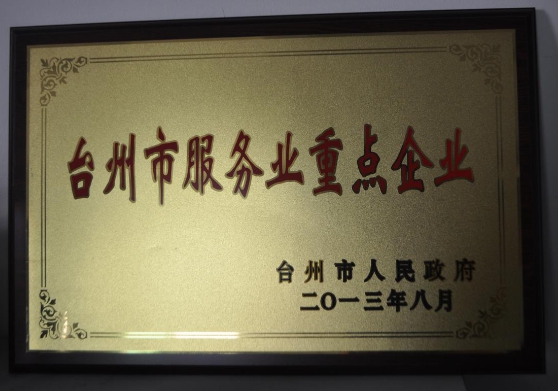 台州市服务业重点企业
台州市人民政府
二〇一三年八月